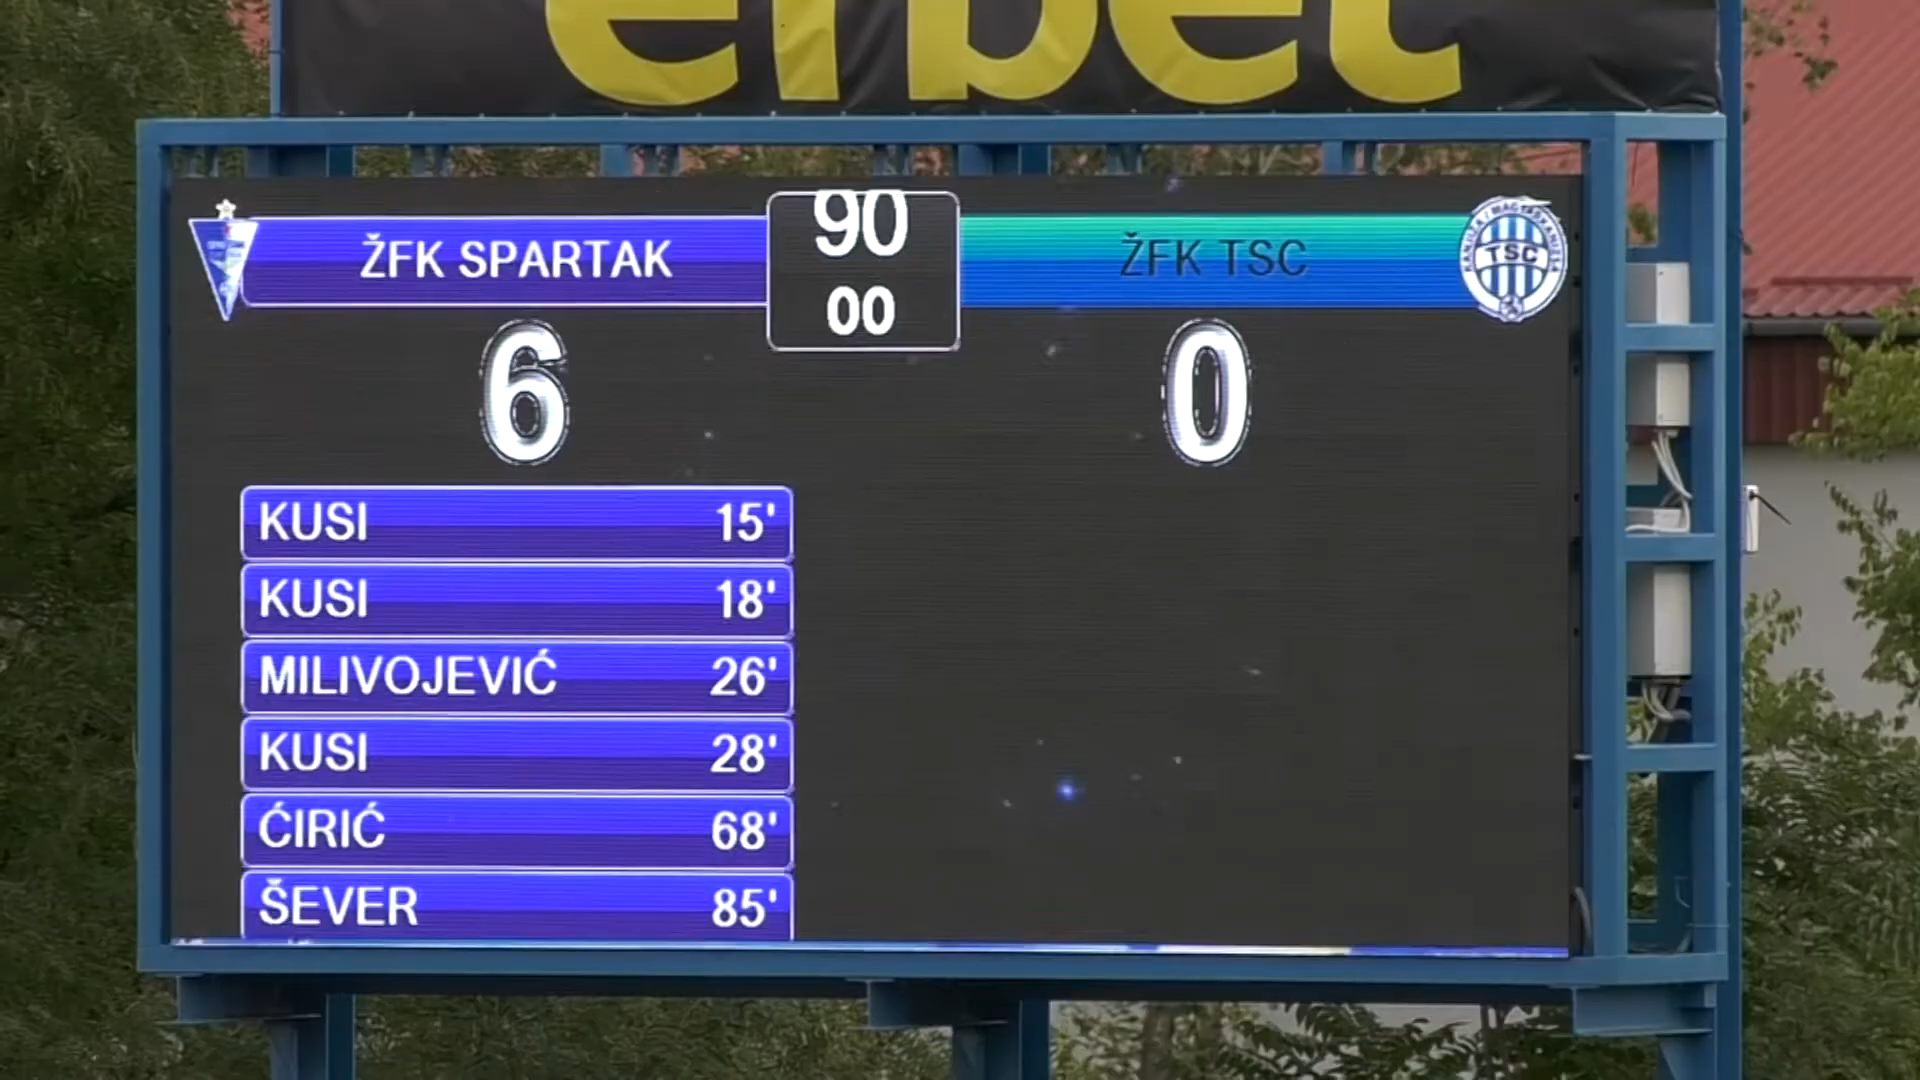 ŽFK SPARTAK
90
00
ŽFK TSC
TSC
6
0
KUSI 15'
KUSI 18'
MILIVOJEVIĆ 26'
KUSI 28'
ĆIRIĆ 68'
ŠEVER 85'